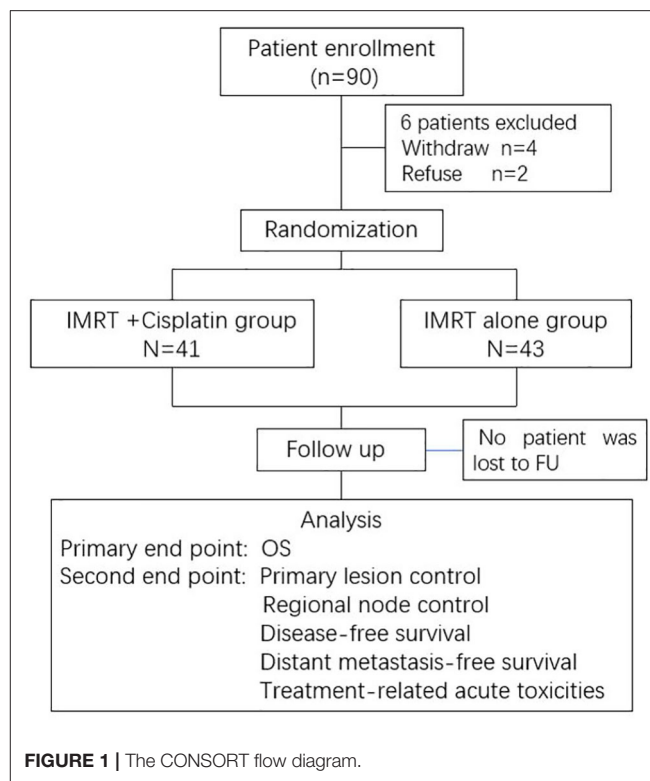 Patient enrollment
(n=90)
6 patients excluded
Withdraw n=4
Refuse n=2
Randomization
IMRT +Cisplatin group
N=41
IMRT alone group
N=43
Follow up
No patient was
lost to FU
Analysis
Primary end point: OS
Second end point: Primary lesion control
Regional node control
Disease-free survival
Distant metastasis-free survival
Treatment-related acute toxicities
FIGURE 1 | The CONSORT flow diagram.